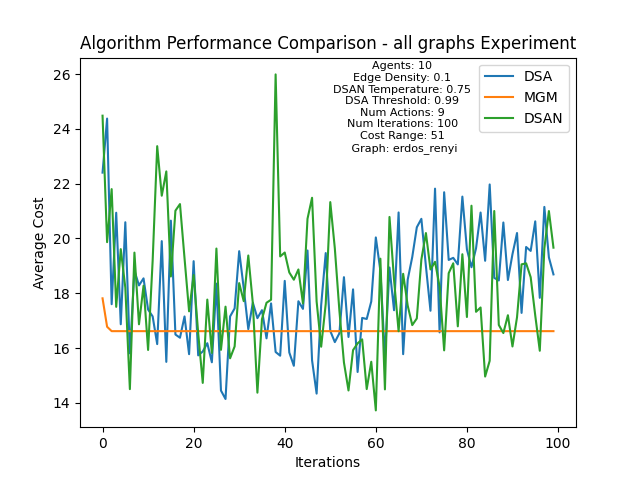 Algorithm Performance Comparison - all graphs Experiment
Agents: 10
Edge Density: 0.1
DSAN Temperature: 0.75
DSA Threshold: 0.99
Num Actions: 9
Num Iterations: 100
Cost Range: 51
Graph: erdos_renyi
DSA
MGM
DSAN
Average Cost
26
24
22
20
18
16
14
0
20
40
60
80
100
Iterations